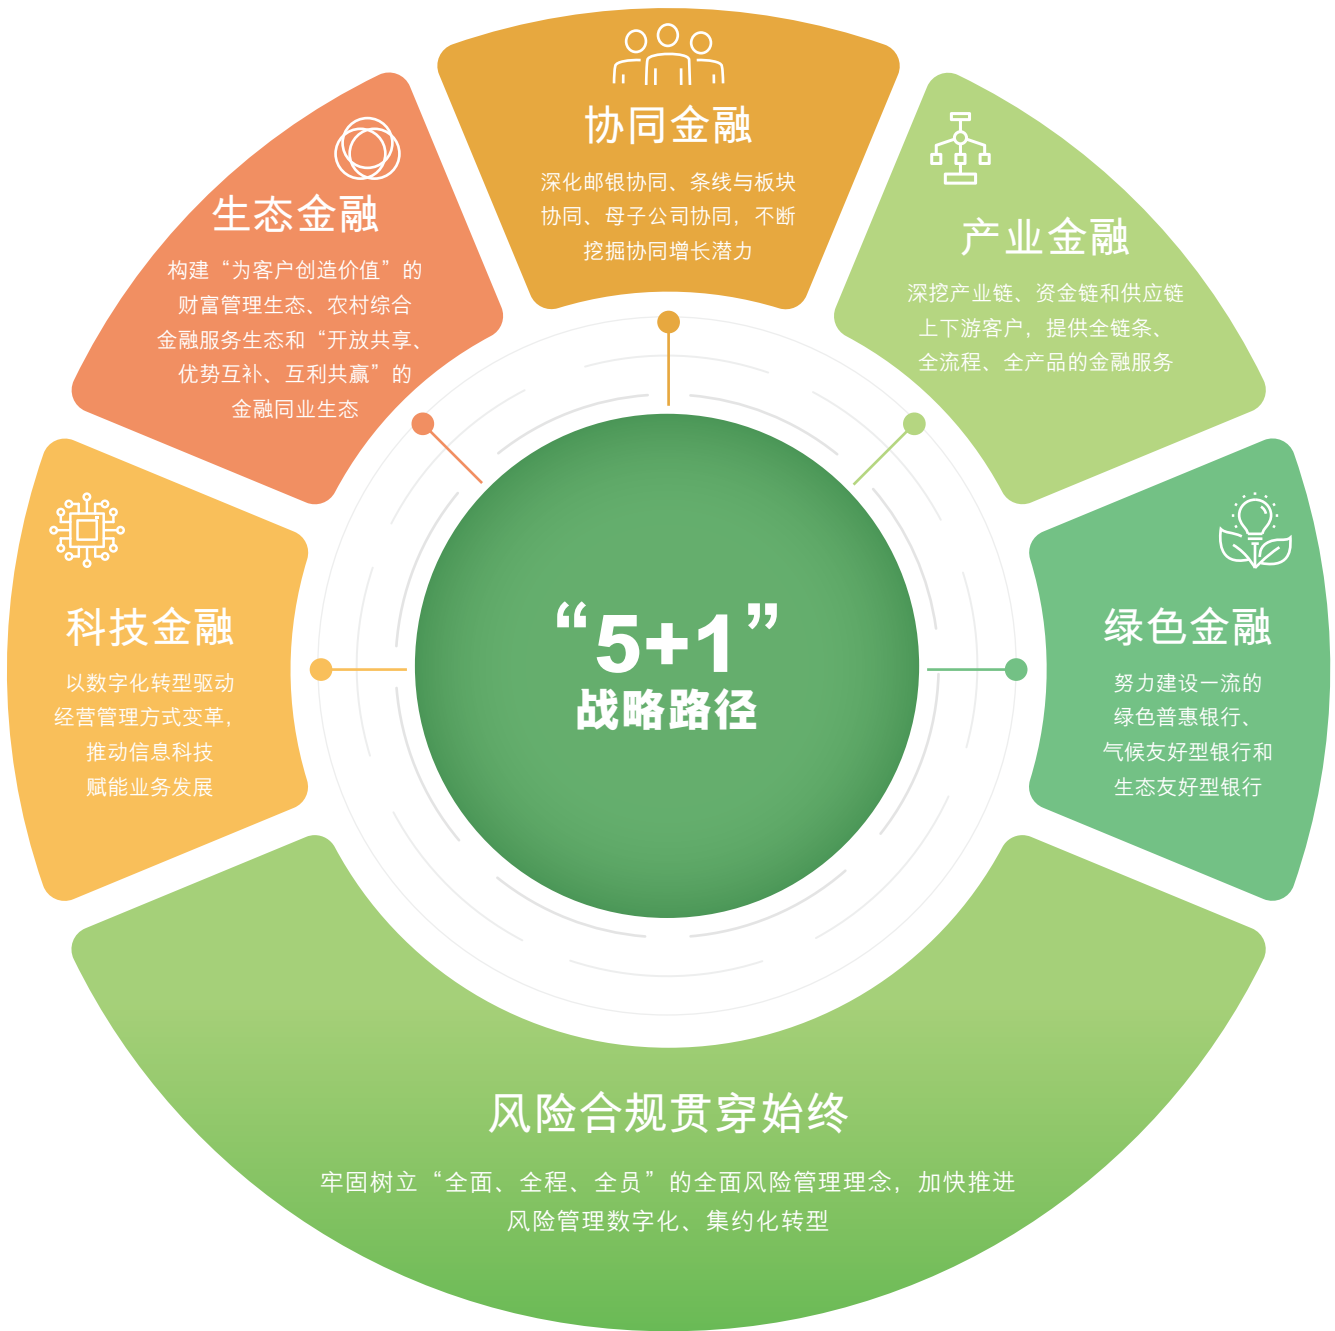 协同金融
深化邮银协同、条线与板块
协同、母子公司协同，不断
挖掘协同增长潜力
生态金融
构建“为客户创造价值”的
财富管理生态、农村综合
金融服务生态和“开放共享、
优势互补、互利共赢”的
金融同业生态
产业金融
深挖产业链、资金链和供应链
上下游客户，提供全链条、
全流程、全产品的金融服务
科技金融
以数字化转型驱动
经营管理方式变革，
推动信息科技
赋能业务发展
“5+1”
战略路径
绿色金融
努力建设一流的
绿色普惠银行、
气候友好型银行和
生态友好型银行
风险合规贯穿始终
牢固树立“全面、全程、全员”的全面风险管理理念，加快推进
风险管理数字化、集约化转型